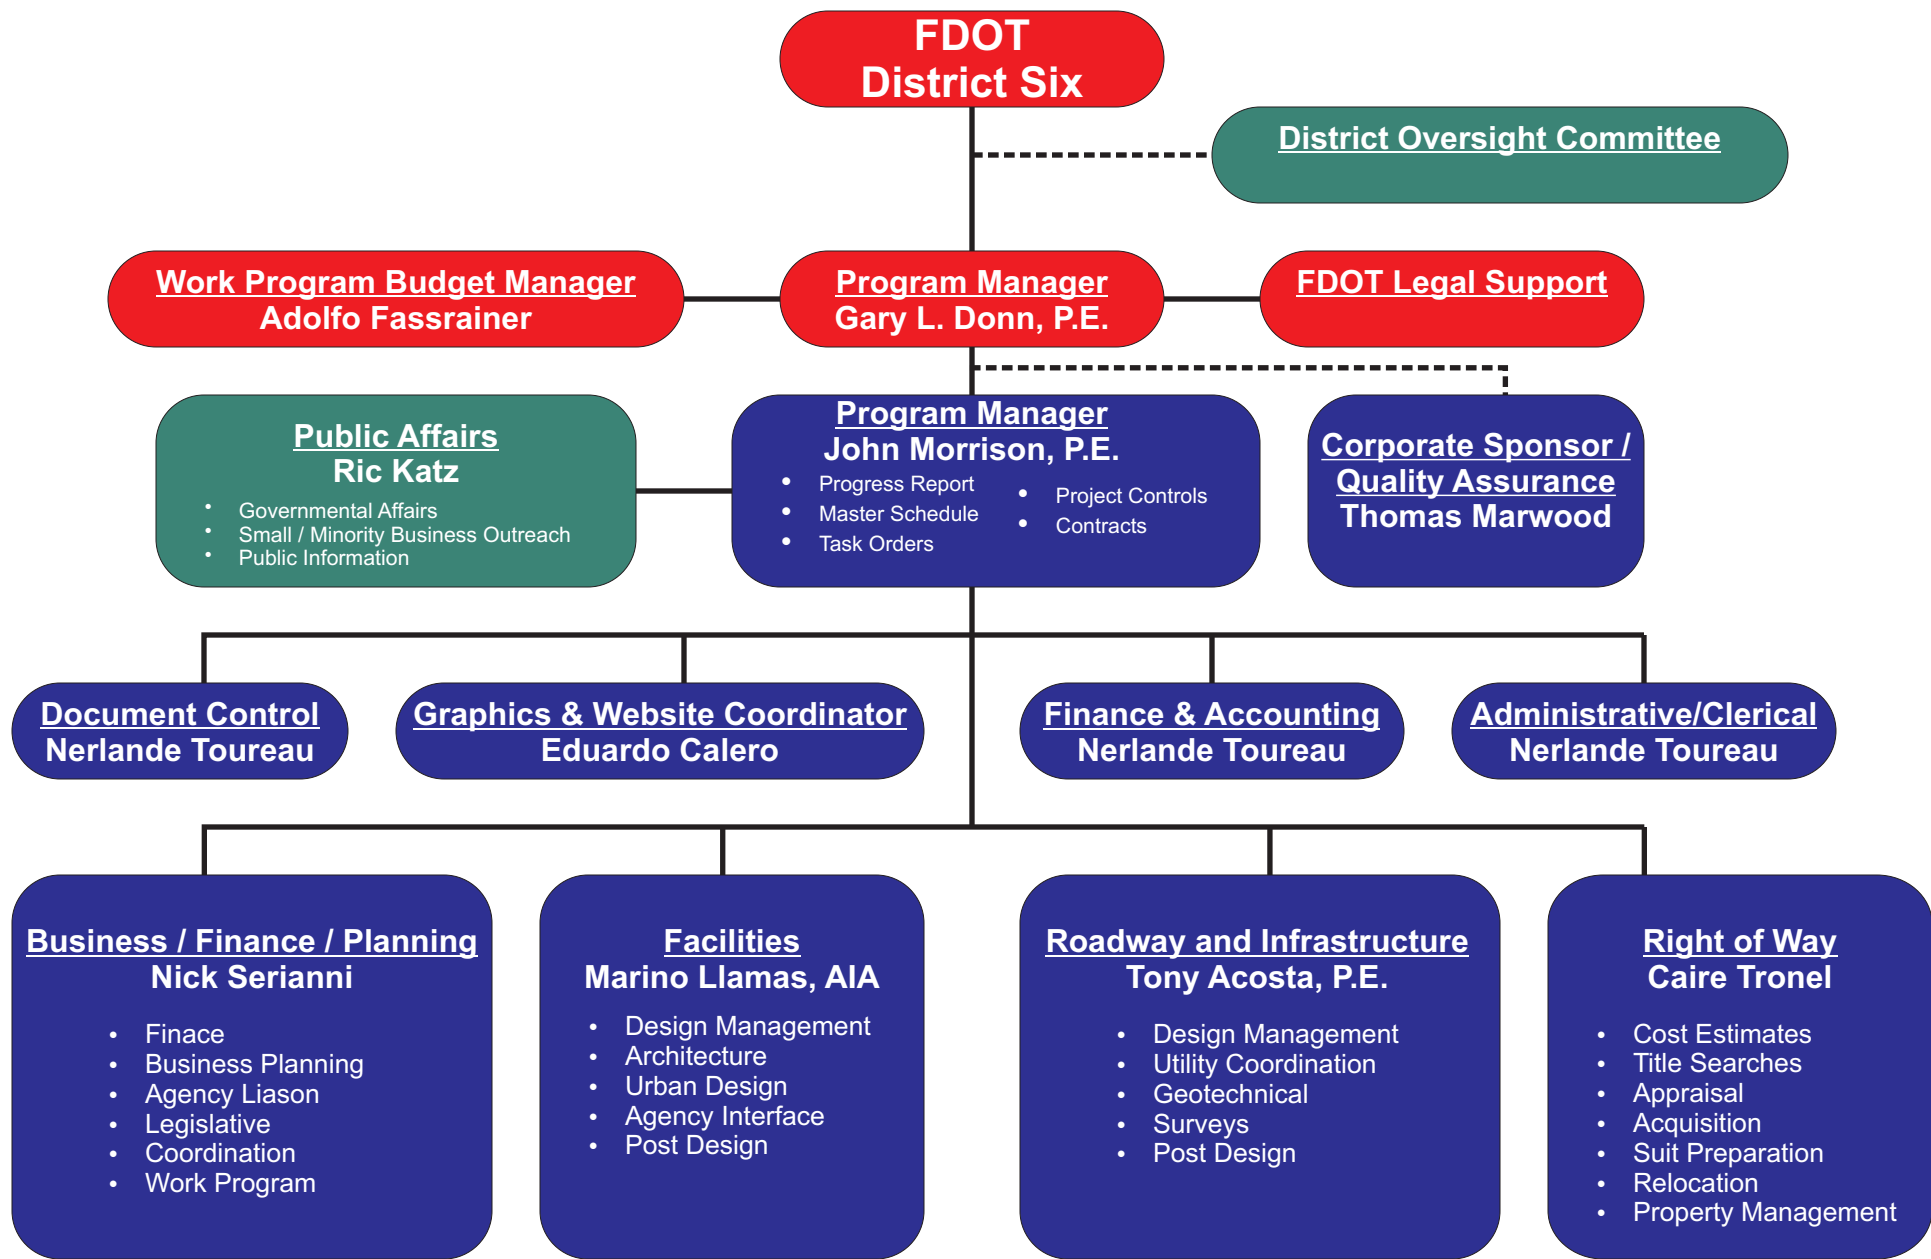 FDOT
District Six
District Oversight Committee
Work Program Budget Manager
Adolfo Fassrainer
Program Manager
Gary L. Donn, P.E.
FDOT Legal Support
Public Affairs
Ric Katz
• Governmental Affairs
• Small / Minority Business Outreach
• Public Information
Program Manager
John Morrison, P.E.
• Progress Report
• Master Schedule
• Task Orders
• Project Controls
• Contracts
Corporate Sponsor /
Quality Assurance
Thomas Marwood
Document Control
Nerlande Toureau
Graphics & Website Coordinator
Eduardo Calero
Finance & Accounting
Nerlande Toureau
Administrative/Clerical
Nerlande Toureau
Business / Finance / Planning
Nick Serianni
• Finace
• Business Planning
• Agency Liason
• Legislative
• Coordination
• Work Program
Facilities
Marino Llamas, AIA
• Design Management
• Architecture
• Urban Design
• Agency Interface
• Post Design
Roadway and Infrastructure
Tony Acosta, P.E.
• Design Management
• Utility Coordination
• Geotechnical
• Surveys
• Post Design
Right of Way
Caire Tronel
• Cost Estimates
• Title Searches
• Appraisal
• Acquisition
• Suit Preparation
• Relocation
• Property Management